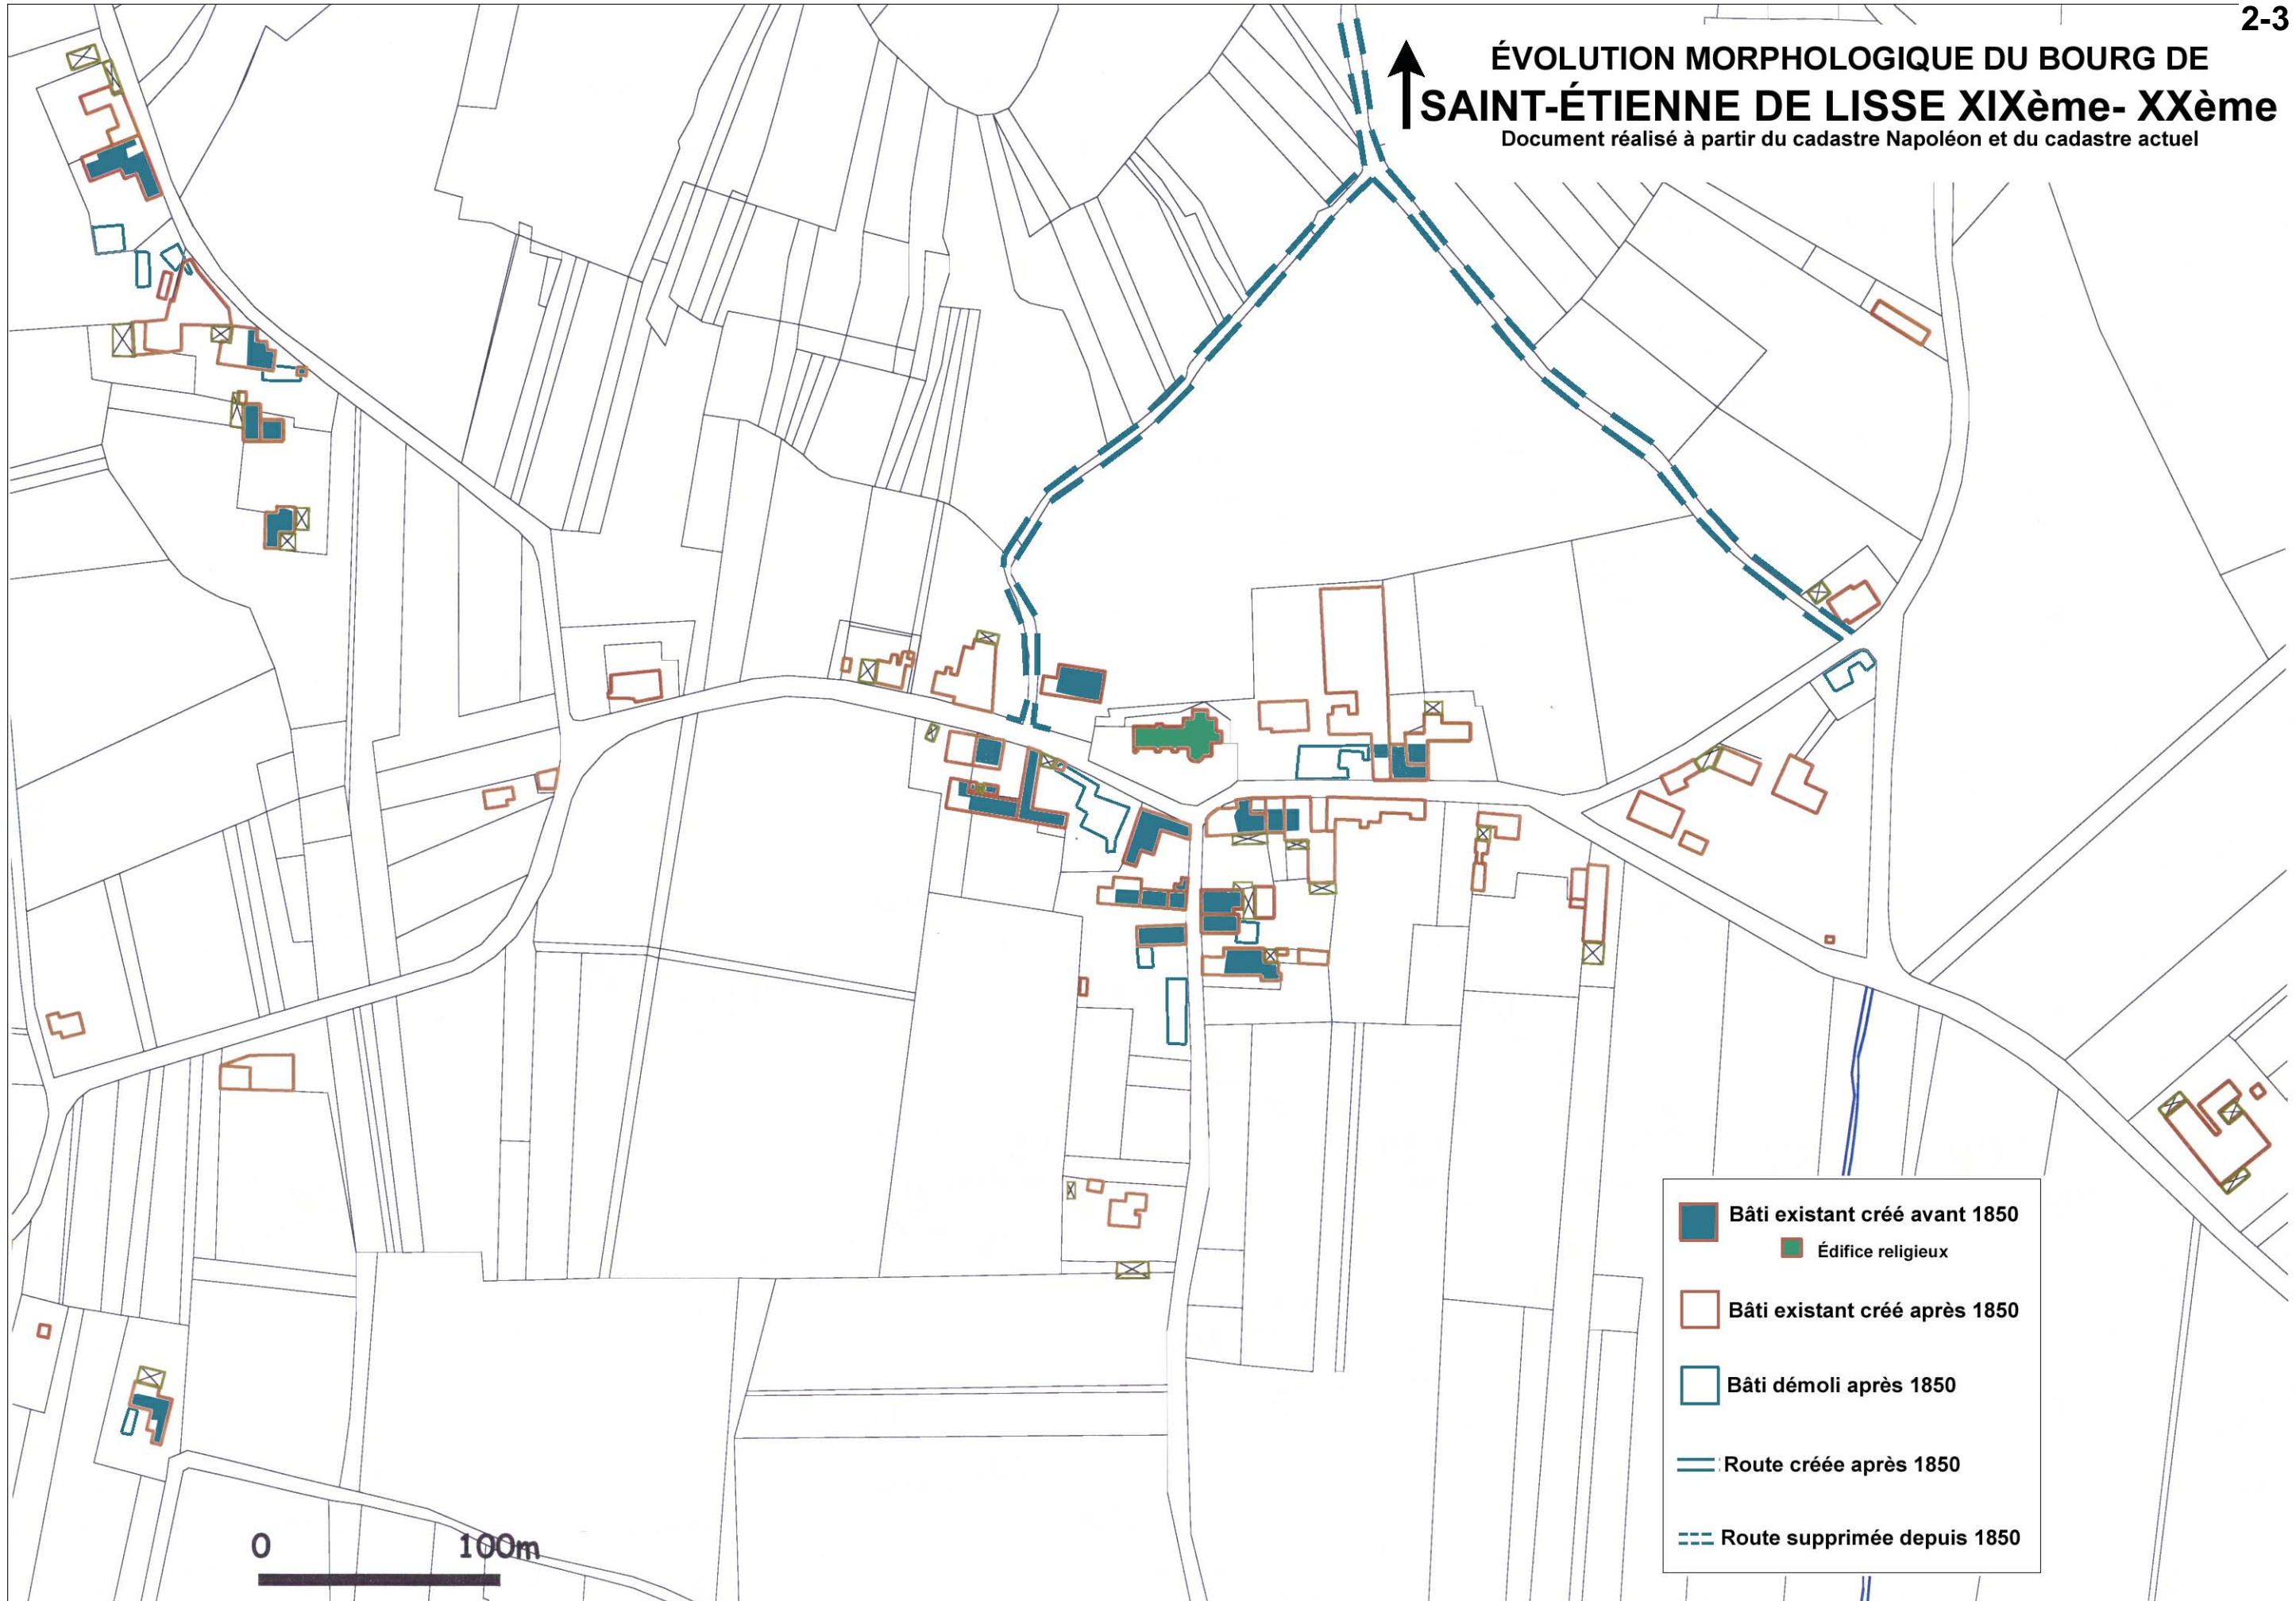 2-3
ÉVOLUTION MORPHOLOGIQUE DU BOURG DE
SAINT-ÉTIENNE DE LISSE XIXème- XXème
Document réalisé à partir du cadastre Napoléon et du cadastre actuel
Bâti existant créé avant 1850
Édifice religieux
Bâti existant créé après 1850
Bâti démoli après 1850
Route créée après 1850
Route supprimée depuis 1850
0 100m